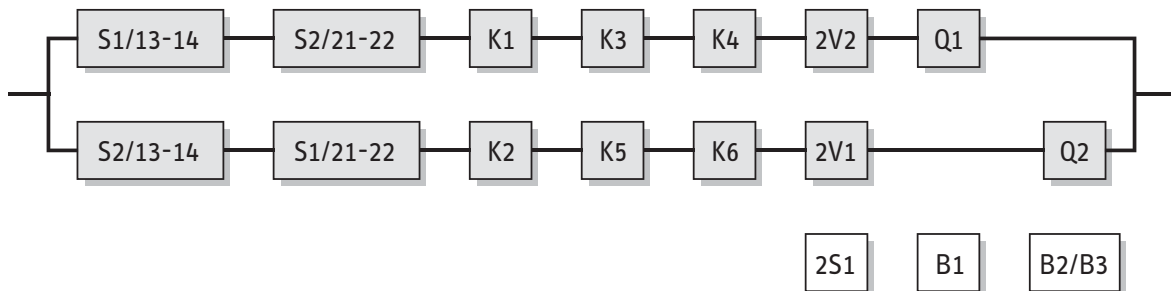 S1/13-14 S2/21-22 K1 K3 K4 2V2 Q1
S2/13-14 S1/21-22 K2 K5 K6 2V1 Q2
2S1 B1 B2/B3